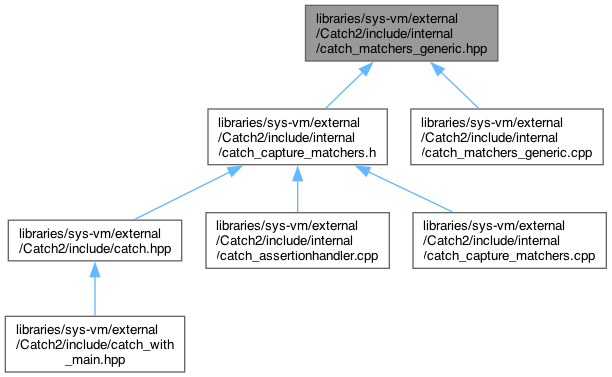 libraries/sys-vm/external
/Catch2/include/internal
/catch_matchers_generic.hpp
libraries/sys-vm/external
/Catch2/include/internal
/catch_capture_matchers.h
libraries/sys-vm/external
/Catch2/include/internal
/catch_matchers_generic.cpp
libraries/sys-vm/external
/Catch2/include/catch.hpp
libraries/sys-vm/external
/Catch2/include/internal
/catch_assertionhandler.cpp
libraries/sys-vm/external
/Catch2/include/internal
/catch_capture_matchers.cpp
libraries/sys-vm/external
/Catch2/include/catch_with
_main.hpp